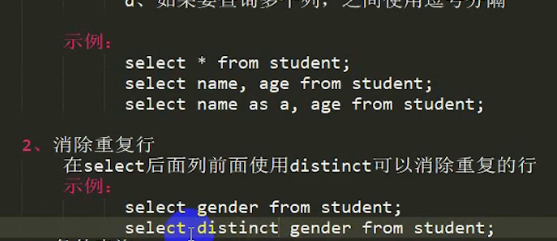 d、如果要查询多个列，之间使用逗号分隔
示例：
select * from student;
select name, age from student;
select name as a, age from student;
2、消除重复行
在select后面列前面使用distinct可以消除重复的行
示例：
select gender from student;
select distinct gender from student;